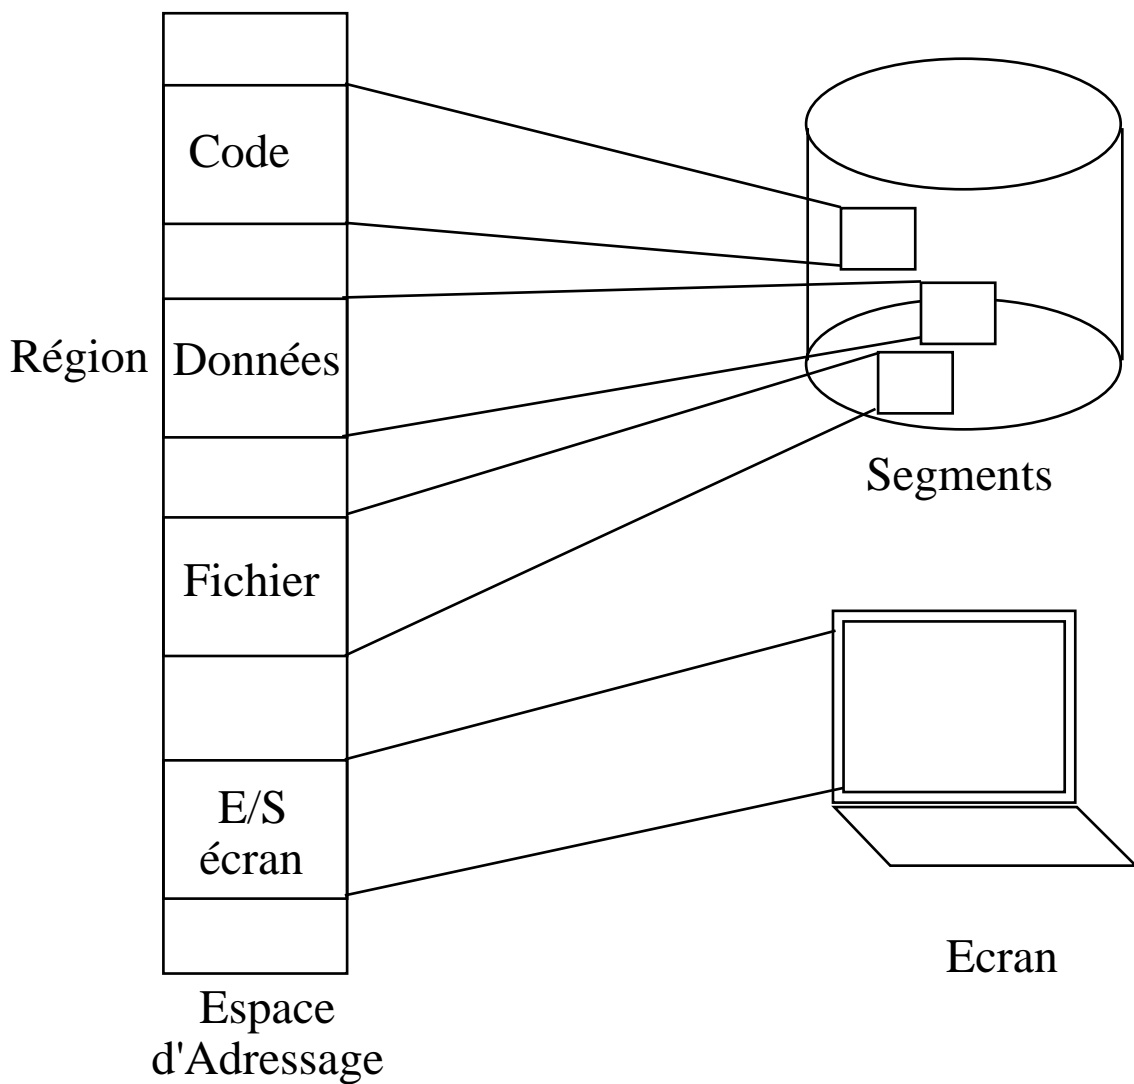 Code
Région
Données
Segments
Fichier
E/S
écran
Ecran
Espace
d'Adressage